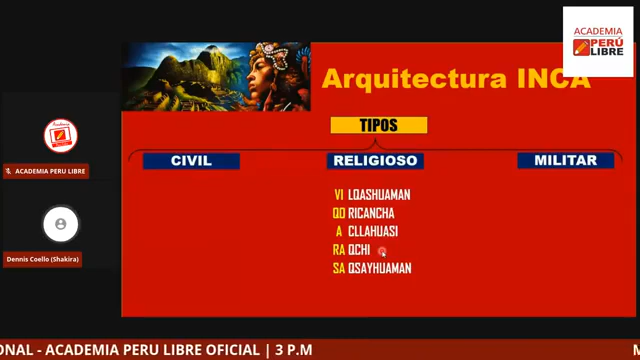 ACADEMIA
PERÚ
LIBRE
Arquitectura INCA
TIPOS
CIVIL
RELIGIOSO
MILITAR
VI LQASHUAMAN
QO RICANCHA
A CLLAHUASI
RA QCHI
SA QSAYHUAMAN
ACADEMIA PERU LIBRE
Dennis Coello (Shakira)
ONAL - ACADEMIA PERU LIBRE OFICIAL | 3 P.M
M